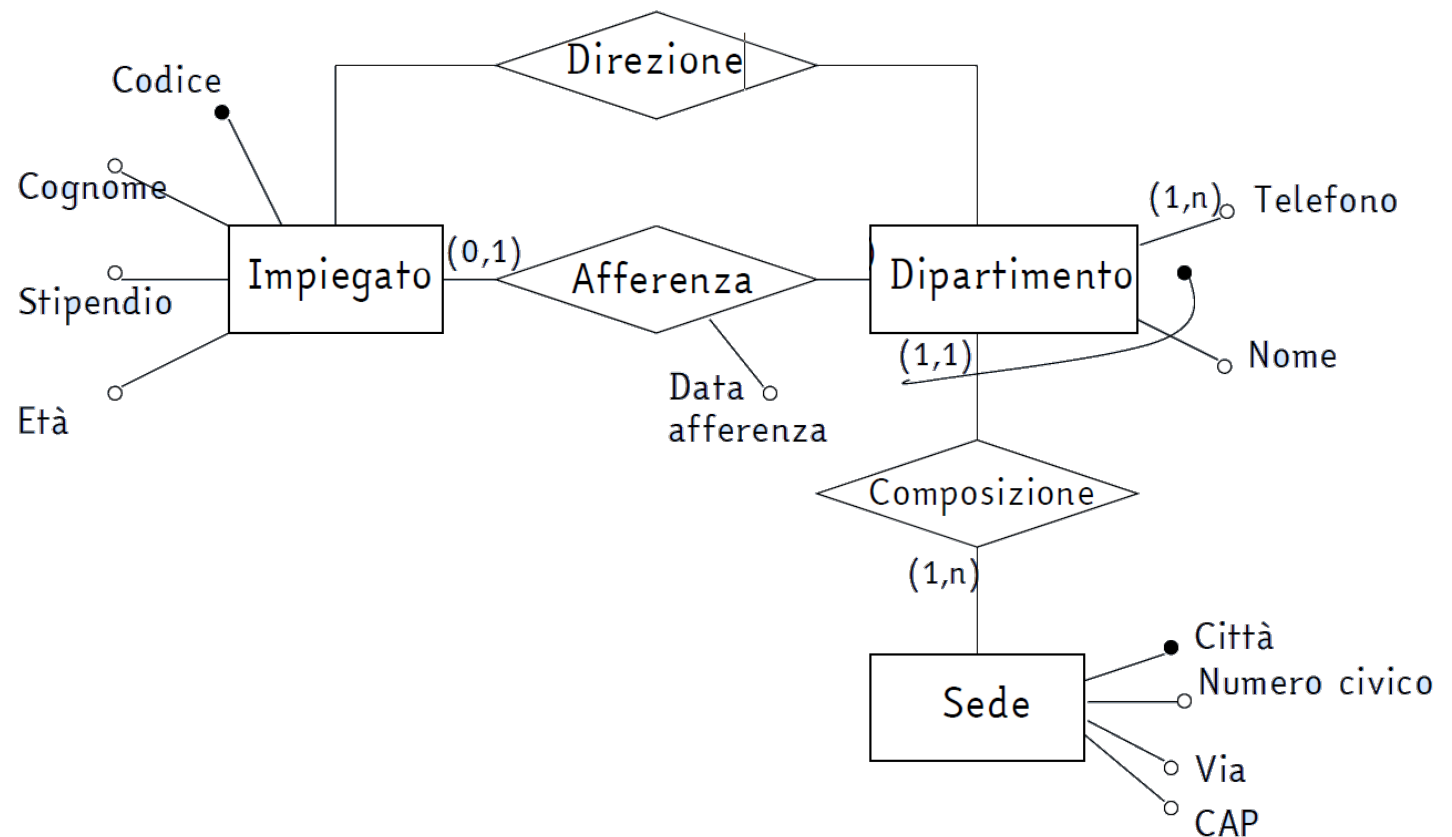 Direzione
Codice
Cognome
(1,n)
Telefono
(0,1)
Impiegato
Afferenza
)
Dipartimento
Stipendio
(1,1)
Nome
Data
afferenza
Età
Composizione
(1,n)
Città
Numero civico
Sede
Via
CAP